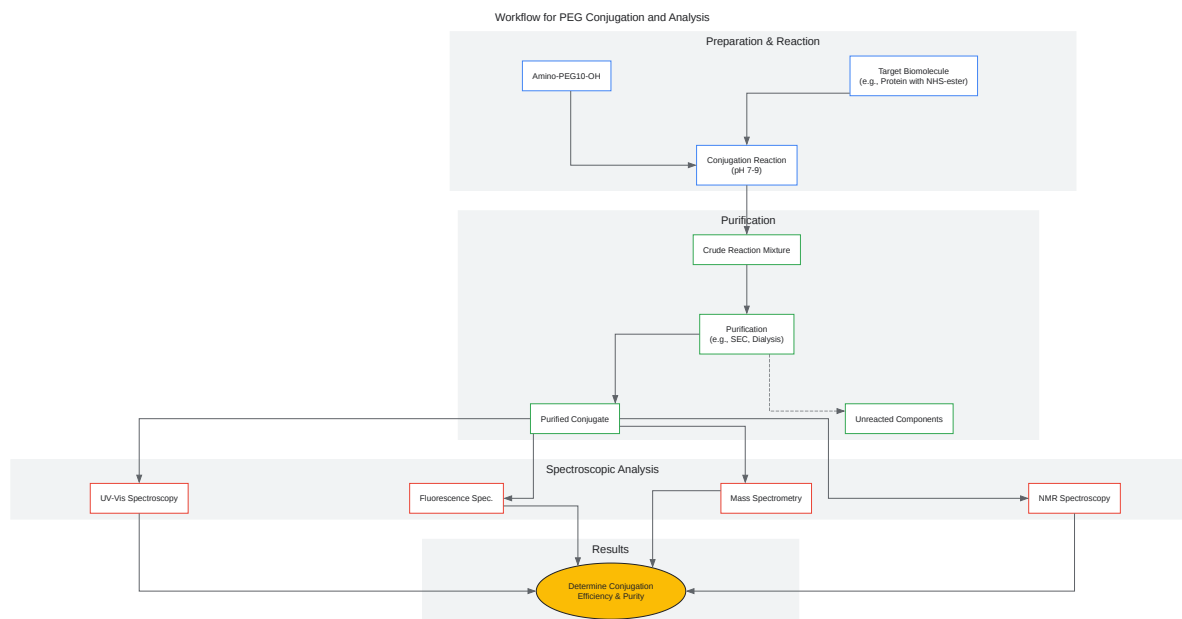 Workflow for PEG Conjugation and Analysis
Preparation & Reaction
Amino-PEG10-OH
Target Biomolecule
(e.g., Protein with NHS-ester)
Conjugation Reaction
(pH 7-9)
Purification
Crude Reaction Mixture
Purification
(e.g., SEC, Dialysis)
Purified Conjugate
Unreacted Components
Spectroscopic Analysis
UV-Vis Spectroscopy
Fluorescence Spec.
Mass Spectrometry
NMR Spectroscopy
Results
Determine Conjugation
Efficiency & Purity